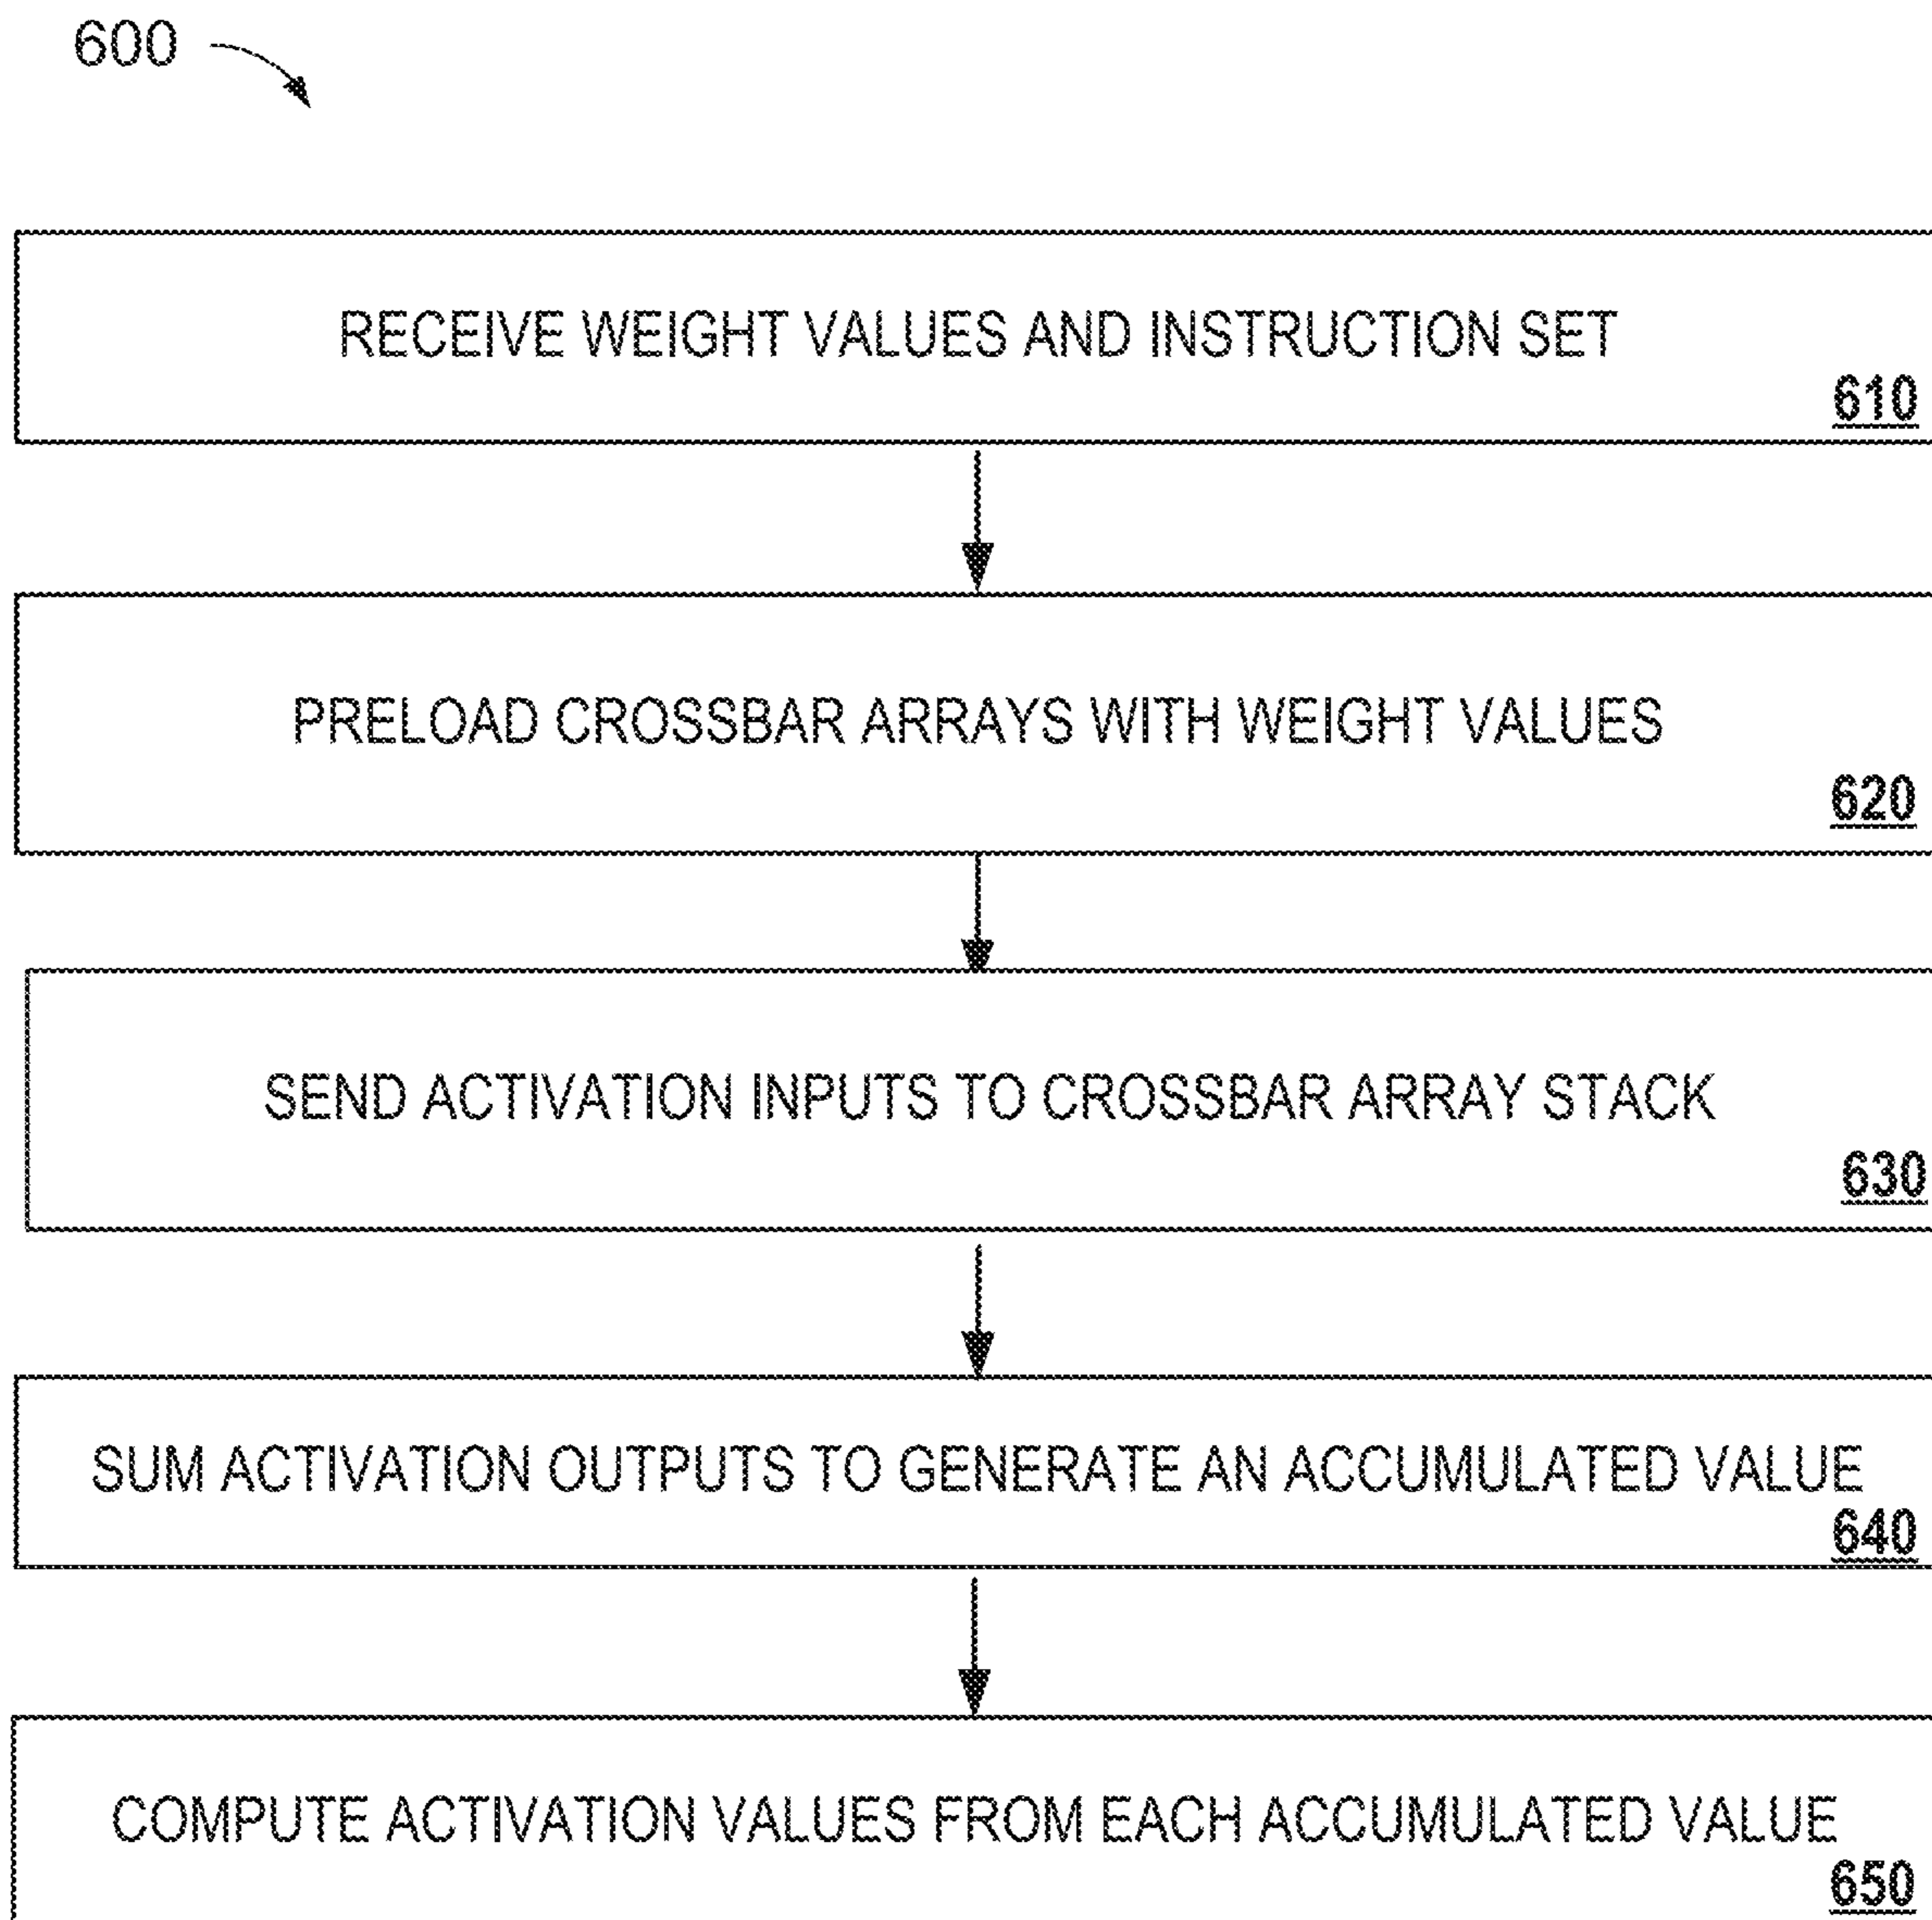 600
RECEIVE WEIGHT VALUES AND INSTRUCTION SET
610
PRELOAD CROSSBAR ARRAYS WITH WEIGHT VALUES
620
SEND ACTIVATION INPUTS TO CROSSBAR ARRAY STACK
630
SUM ACTIVATION OUTPUTS TO GENERATE AN ACCUMULATED VALUE
640
COMPUTE ACTIVATION VALUES FROM EACH ACCUMULATED VALUE
650